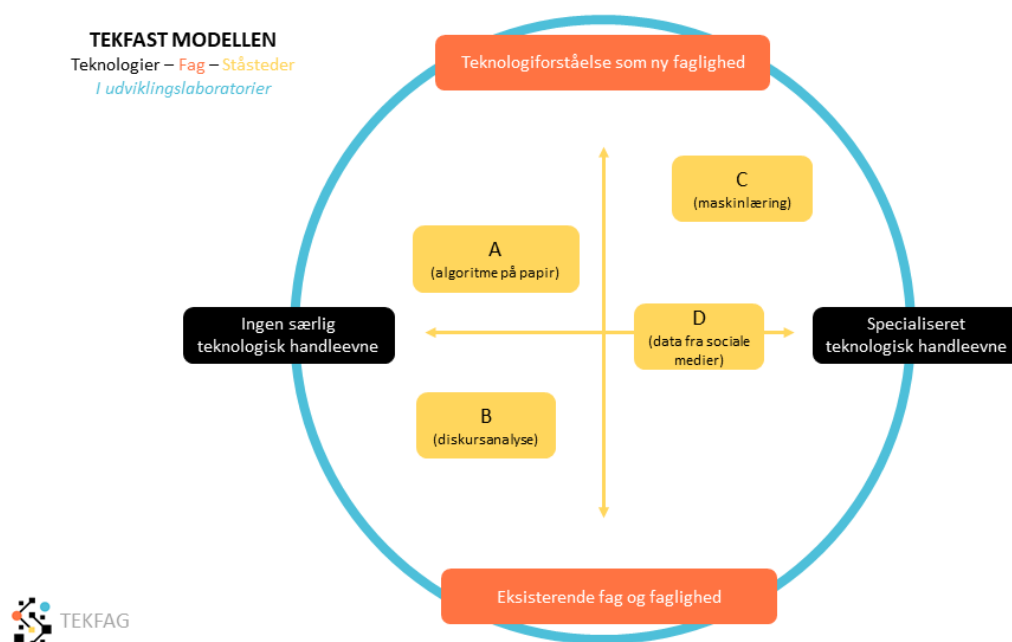 TEKFAST MODELLEN
Teknologier – Fag – Ståsteder
I udviklingslaboratorier
Teknologiforståelse som ny faglighed
C
(maskinlæring)
A
(algoritme på papir)
Ingen særlig
teknologisk handleevne
D
(data fra sociale
medier)
Specialiseret
teknologisk handleevne
B
(diskursanalyse)
Eksisterende fag og faglighed
TEKFAG